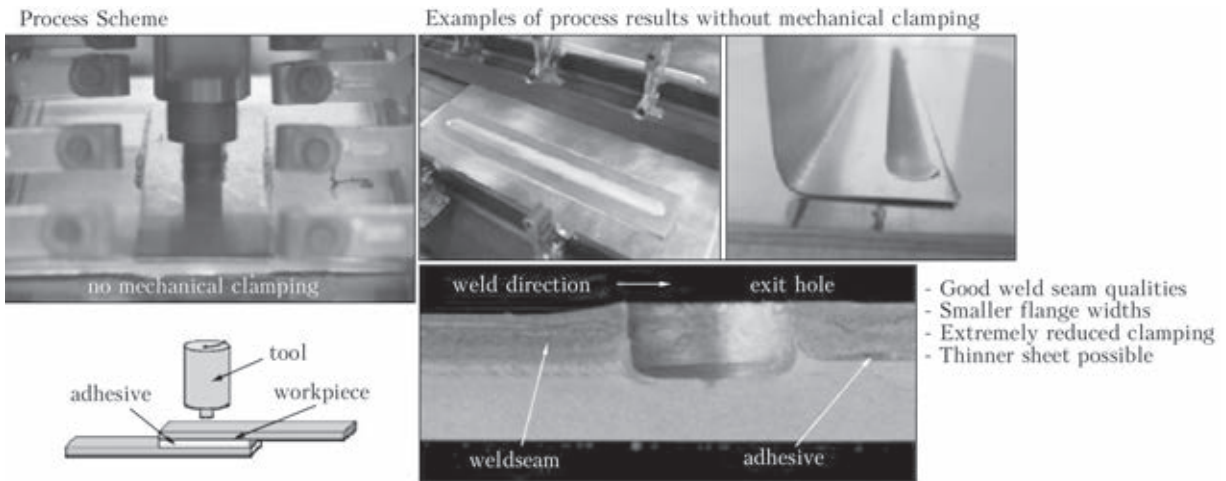 Process Scheme
Examples of process results without mechanical clamping
no mechanical clamping
weld direction
exit hole
weldseam
adhesive
- Good weld seam qualities
- Smaller flange widths
- Extremely reduced clamping
- Thinner sheet possible
tool
adhesive
workpiece